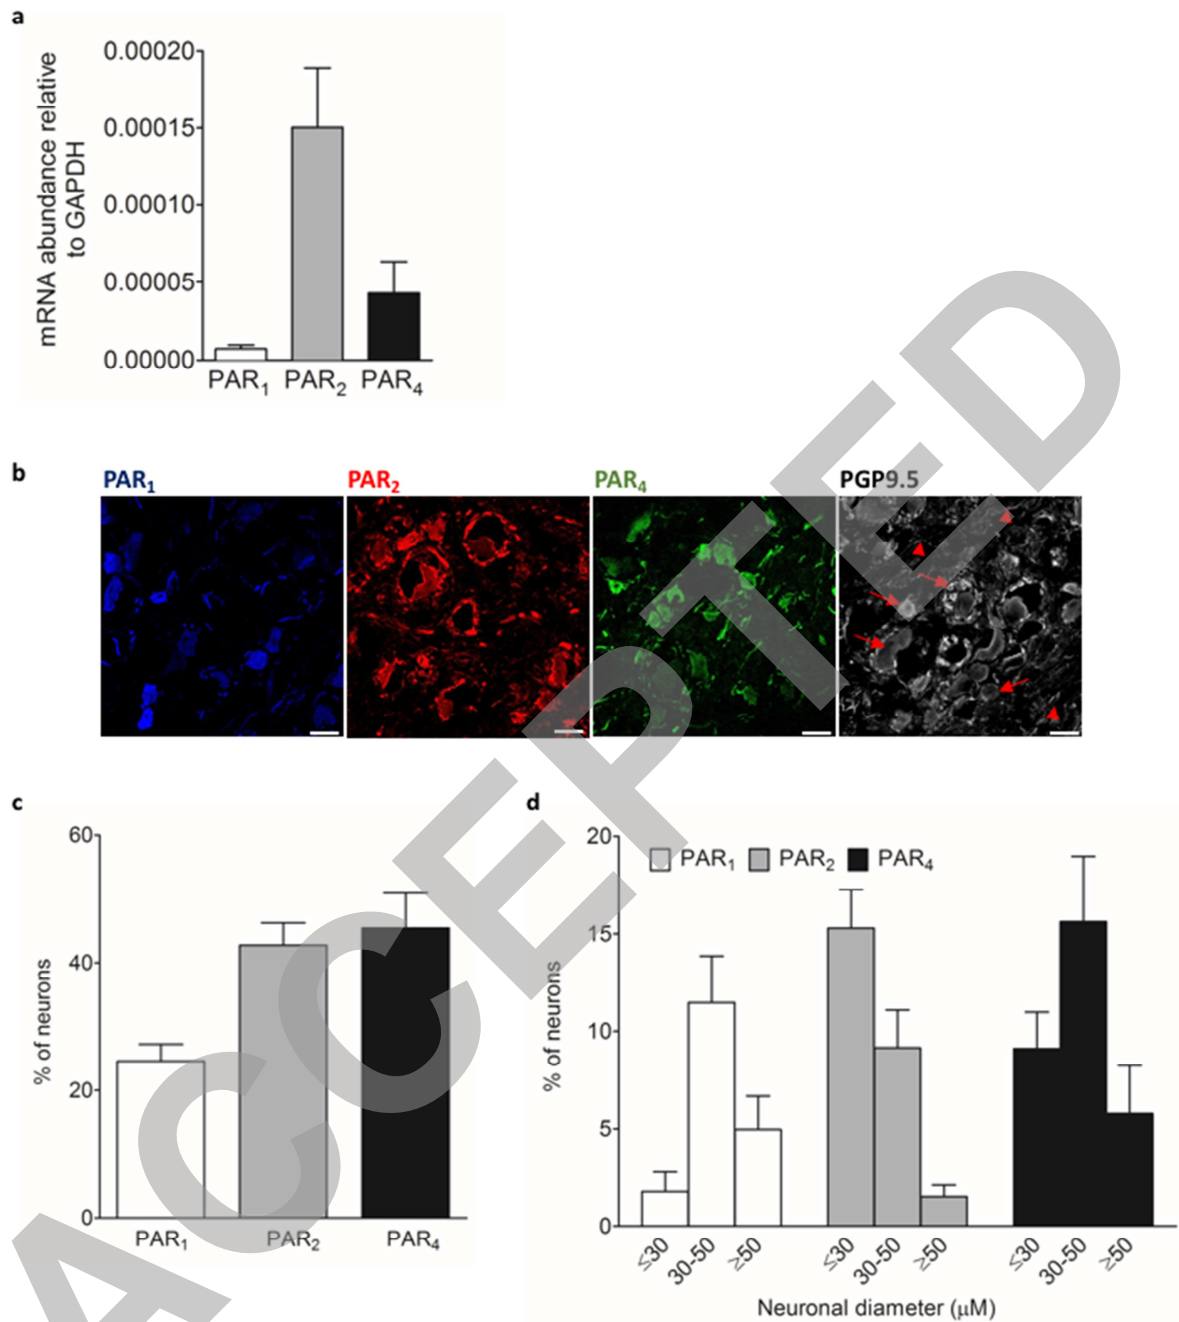 a
mRNA abundance relative
to GAPDH
0.00020
0.00015
0.00010
0.00005
0.00000
PAR1 PAR2 PAR4
b
PAR1 PAR2 PAR4 PGP9.5
c
% of neurons
60
40
20
0
PAR1 PAR2 PAR4
d
% of neurons
20
15
10
5
0
PAR1 PAR2 PAR4
≤30 30-50 ≥50 ≤30 30-50 ≥50 ≤30 30-50 ≥50
Neuronal diameter (μM)
ACCEPTED